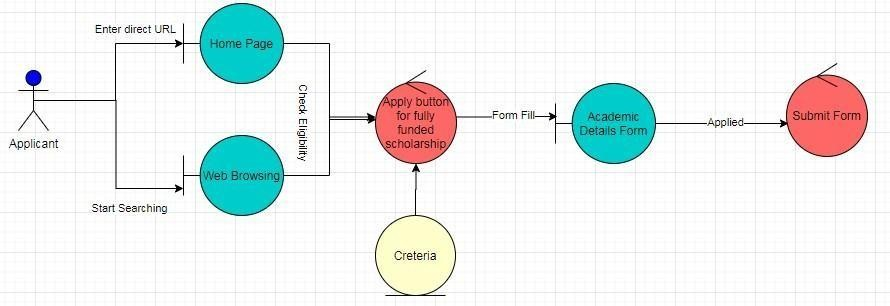 Enter direct URL
Home Page
Applicant
Start Searching
Web Browsing
Check Eligibility
Apply button
for fully
funded
scholarship
Form Fill
Academic
Details Form
Applied
Submit Form
Creteria